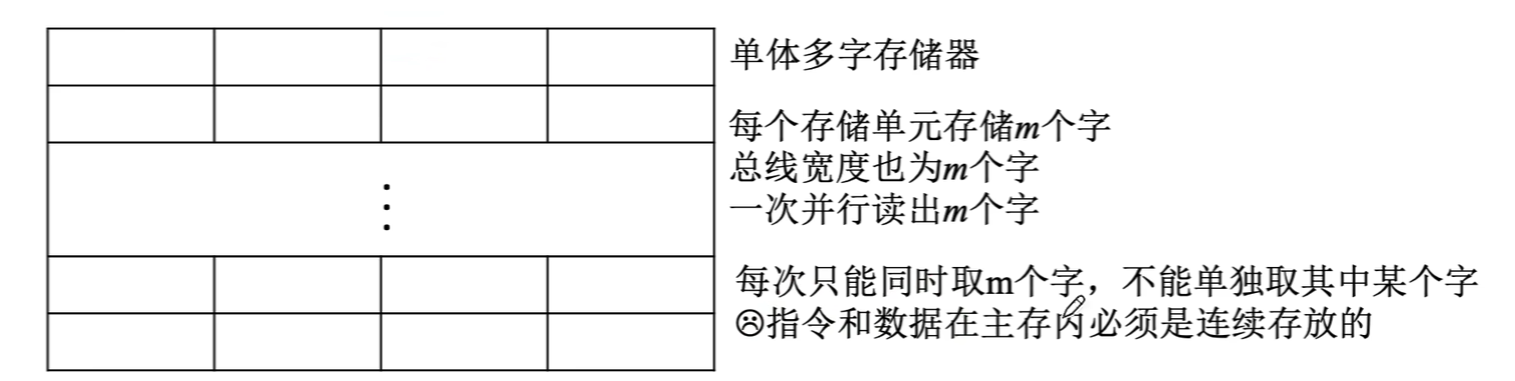 单体多字存储器
每个存储单元存储m个字
总线宽度也为m个字
一次并行读出m个字
每次只能同时取m个字，不能单独取其中某个字
☹指令和数据在主存内必须是连续存放的